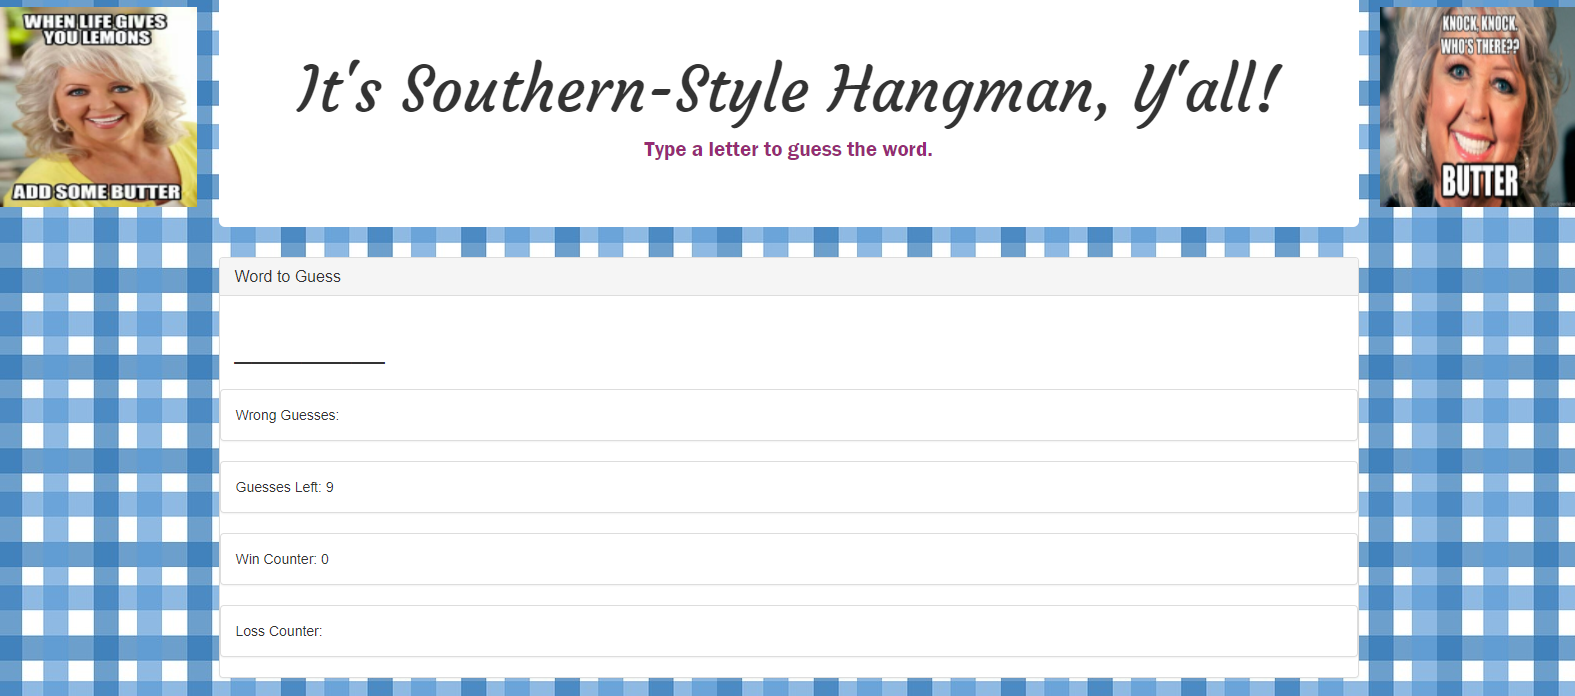 WHEN LIFE GIVES
YOU LEMONS
ADD SOME BUTTER
It's Southern-Style Hangman, Y'all!
Type a letter to guess the word.
KNOCK, KNOCK.
WHO'S THERE??
BUTTER
Word to Guess
Wrong Guesses:
Guesses Left: 9
Win Counter: 0
Loss Counter: